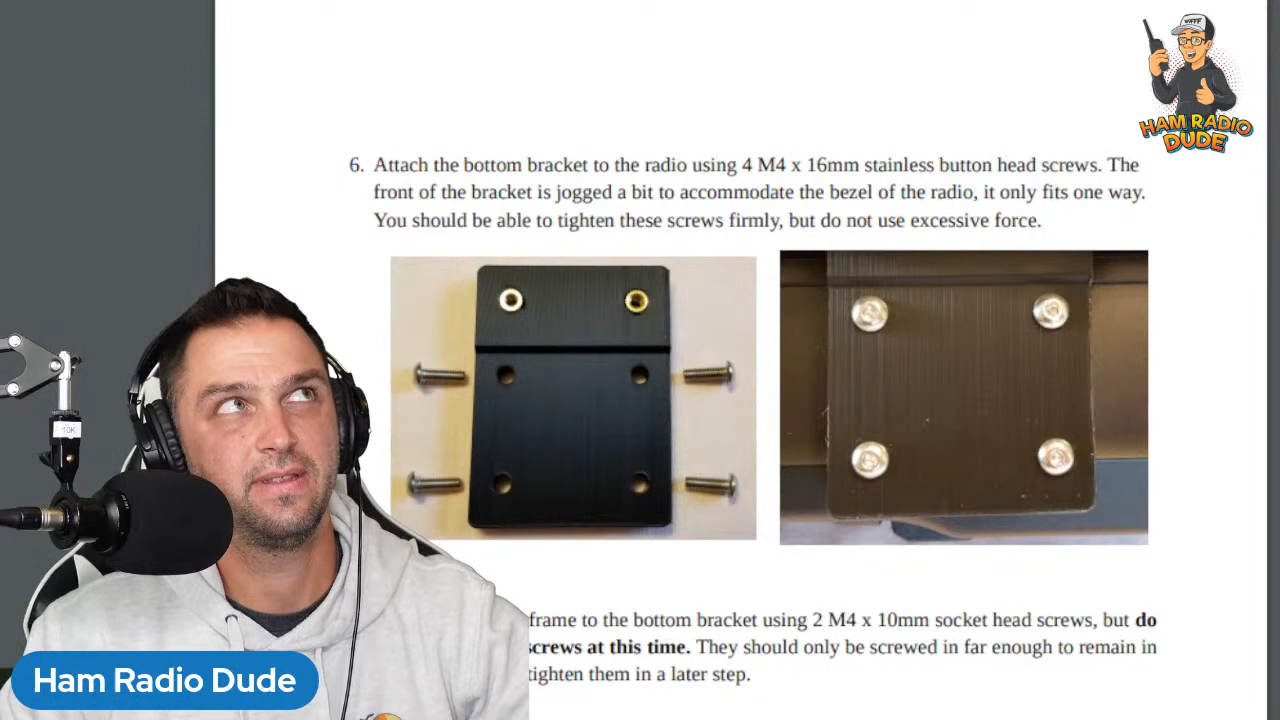 HAM RADIO
DUDE
6. Attach the bottom bracket to the radio using 4 M4 x 16mm stainless button head screws. The
front of the bracket is jogged a bit to accommodate the bezel of the radio, it only fits one way.
You should be able to tighten these screws firmly, but do not use excessive force.
10K
frame to the bottom bracket using 2 M4 x 10mm socket head screws, but do
screws at this time. They should only be screwed in far enough to remain in
tighten them in a later step.
Ham Radio Dude